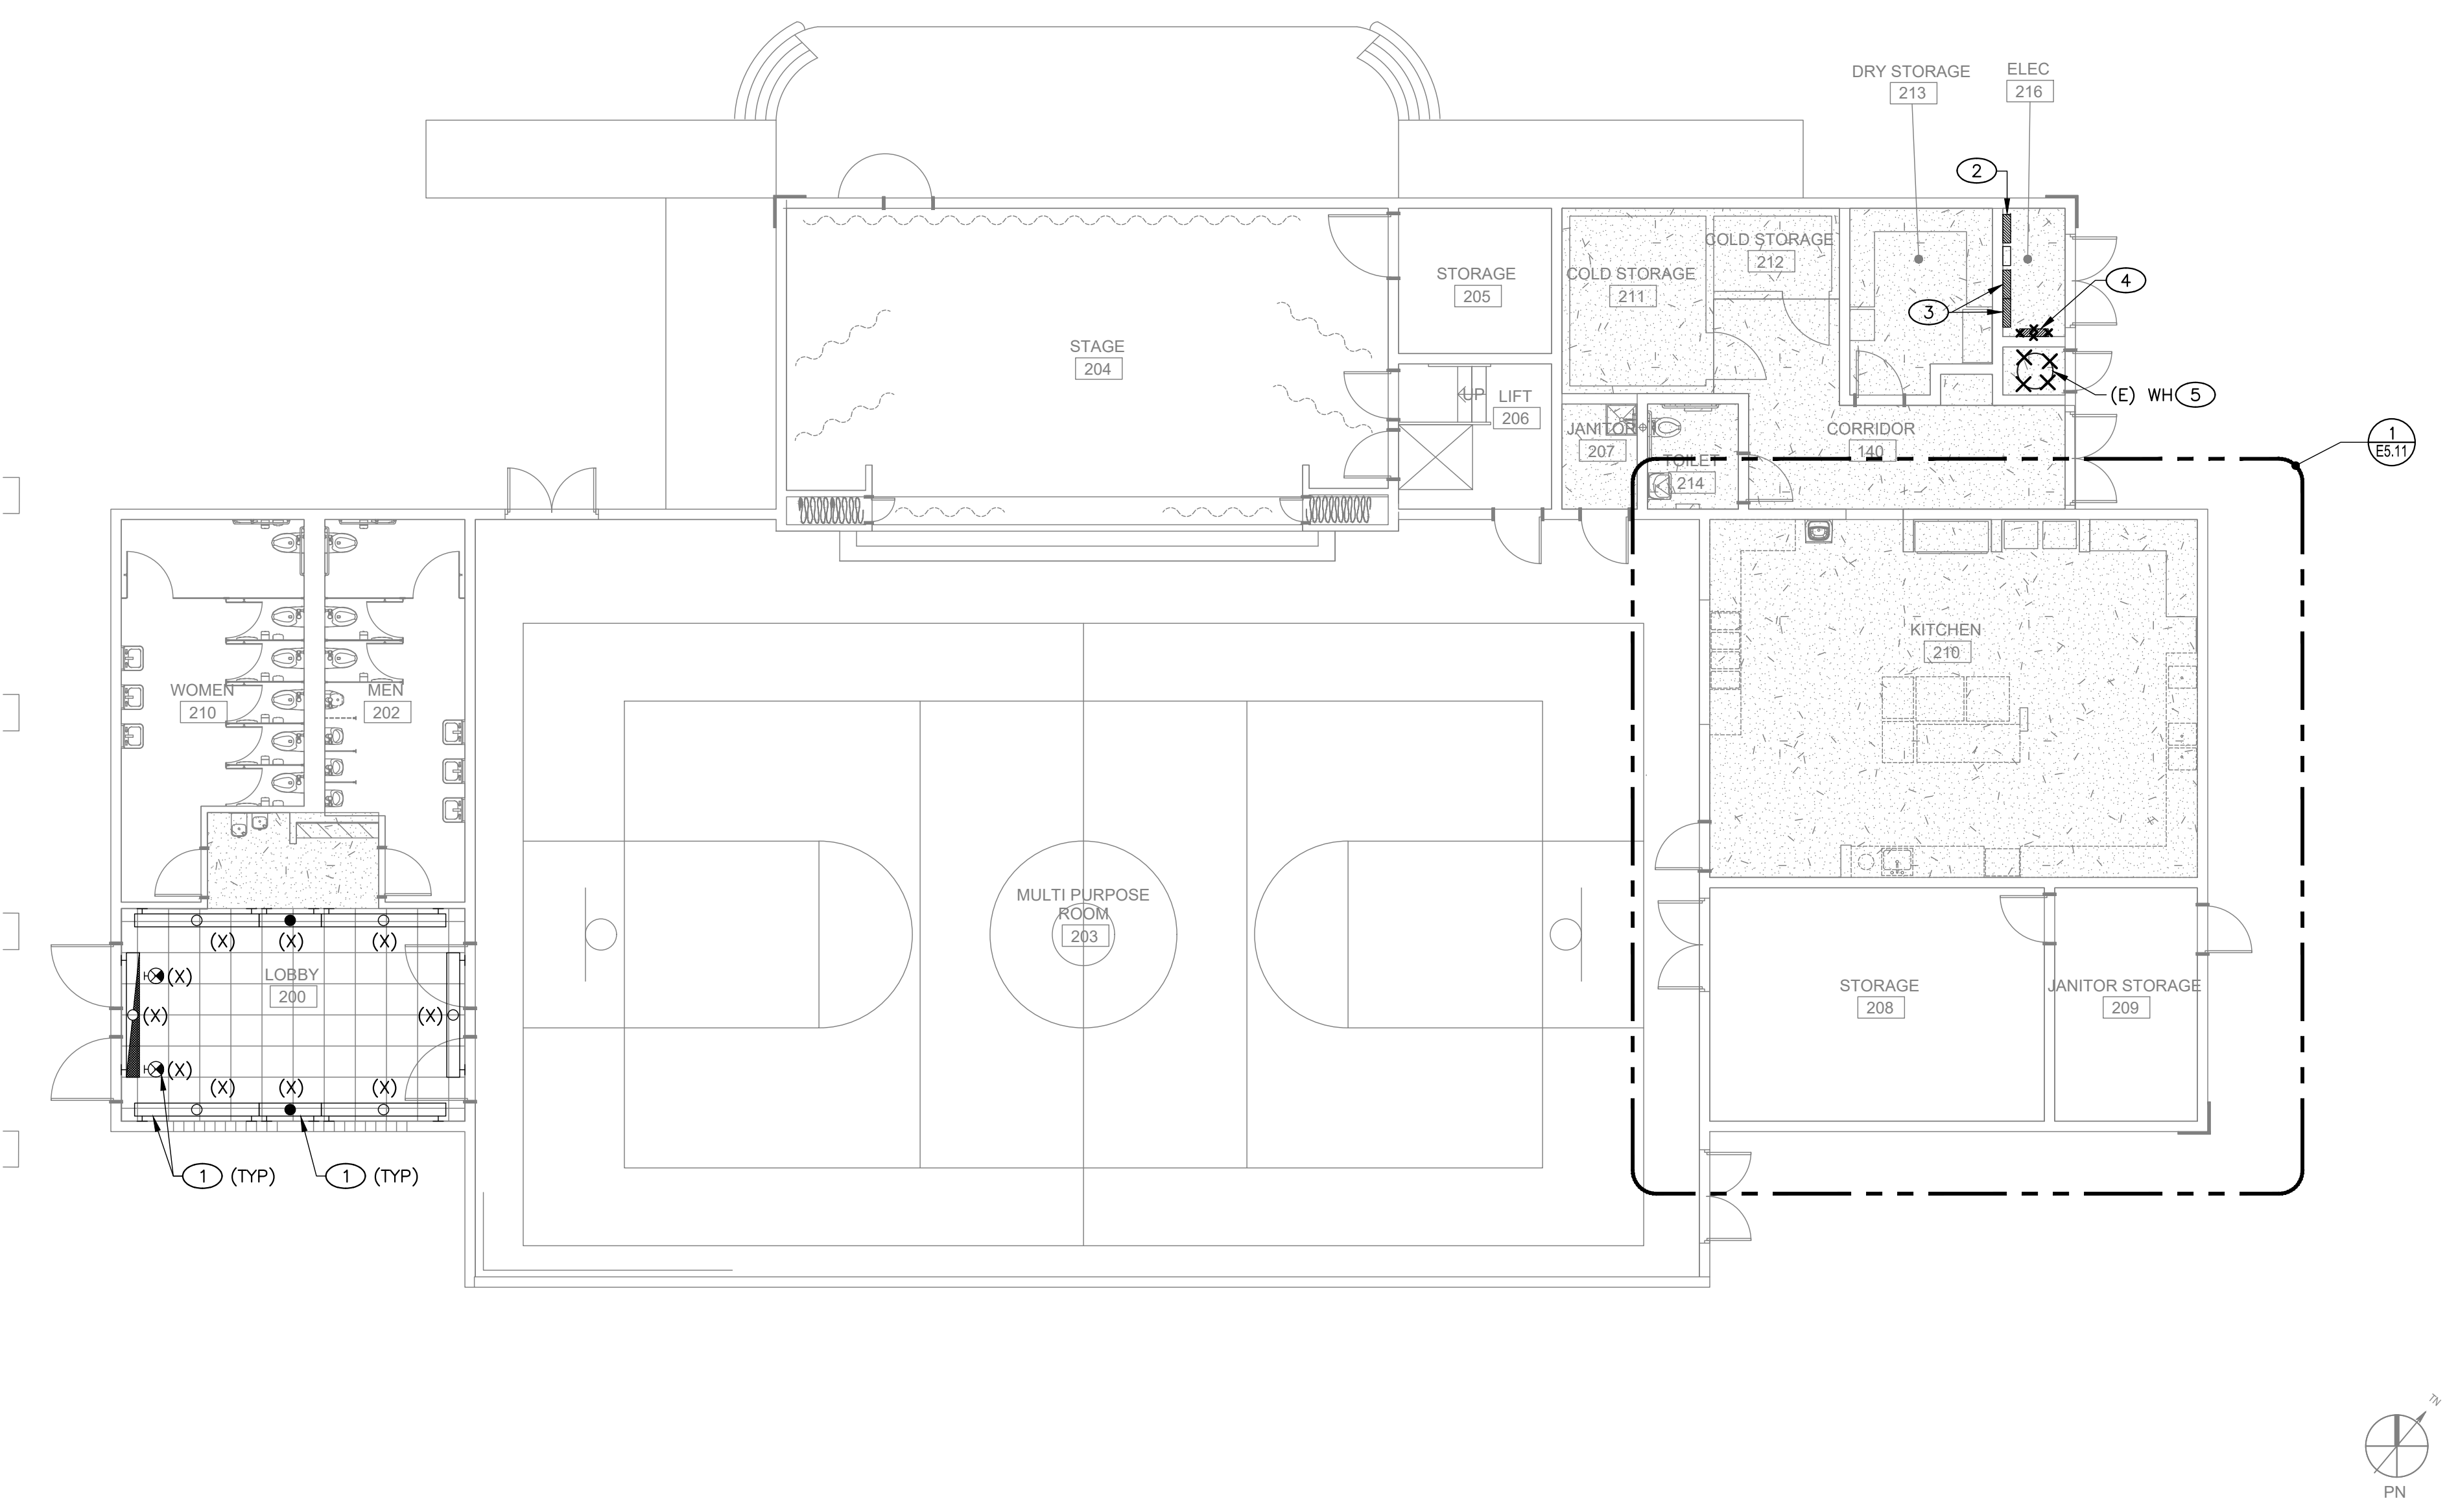 DRY STORAGE
213
ELEC
216
2
COLD STORAGE
212
COLD STORAGE
211
STORAGE
205
4
3
STAGE
204
UP
LIFT
206
(E) WH 5
JANITOR
207
CORRIDOR
140
1
E5.11
TOILET
214
KITCHEN
210
WOMEN
210
MEN
202
MULTI PURPOSE
ROOM
203
(X) (X) (X)
LOBBY
200
(X)
(X) (X)
(X)
(X) (X) (X)
STORAGE
208
JANITOR STORAGE
209
1 (TYP) 1 (TYP)
TN
PN